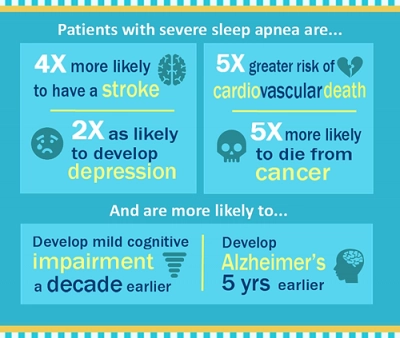 Patients with severe sleep apnea are...
4X more likely
to have a stroke
2X as likely
to develop
depression
5X greater risk of
cardiovascular death
5X more likely
to die from
cancer
And are more likely to...
Develop mild cognitive
impairment
a decade earlier
Develop
Alzheimer's
5 yrs earlier